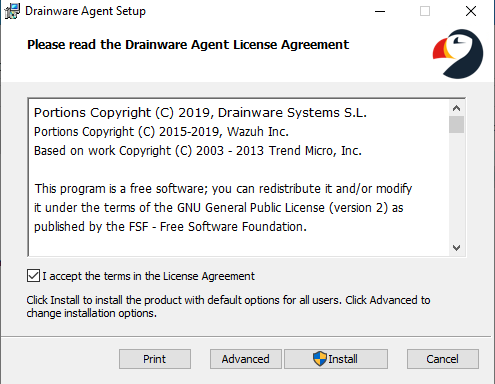 Drainware Agent Setup
Please read the Drainware Agent License Agreement
Portions Copyright (C) 2019, Drainware Systems S.L.
Portions Copyright (C) 2015-2019, Wazuh Inc.
Based on work Copyright (C) 2003 - 2013 Trend Micro, Inc.
This program is a free software; you can redistribute it and/or modify
it under the terms of the GNU General Public License (version 2) as
published by the FSF - Free Software Foundation.
I accept the terms in the License Agreement
Click Install to install the product with default options for all users. Click Advanced to
change installation options.
Print
Advanced
Install
Cancel